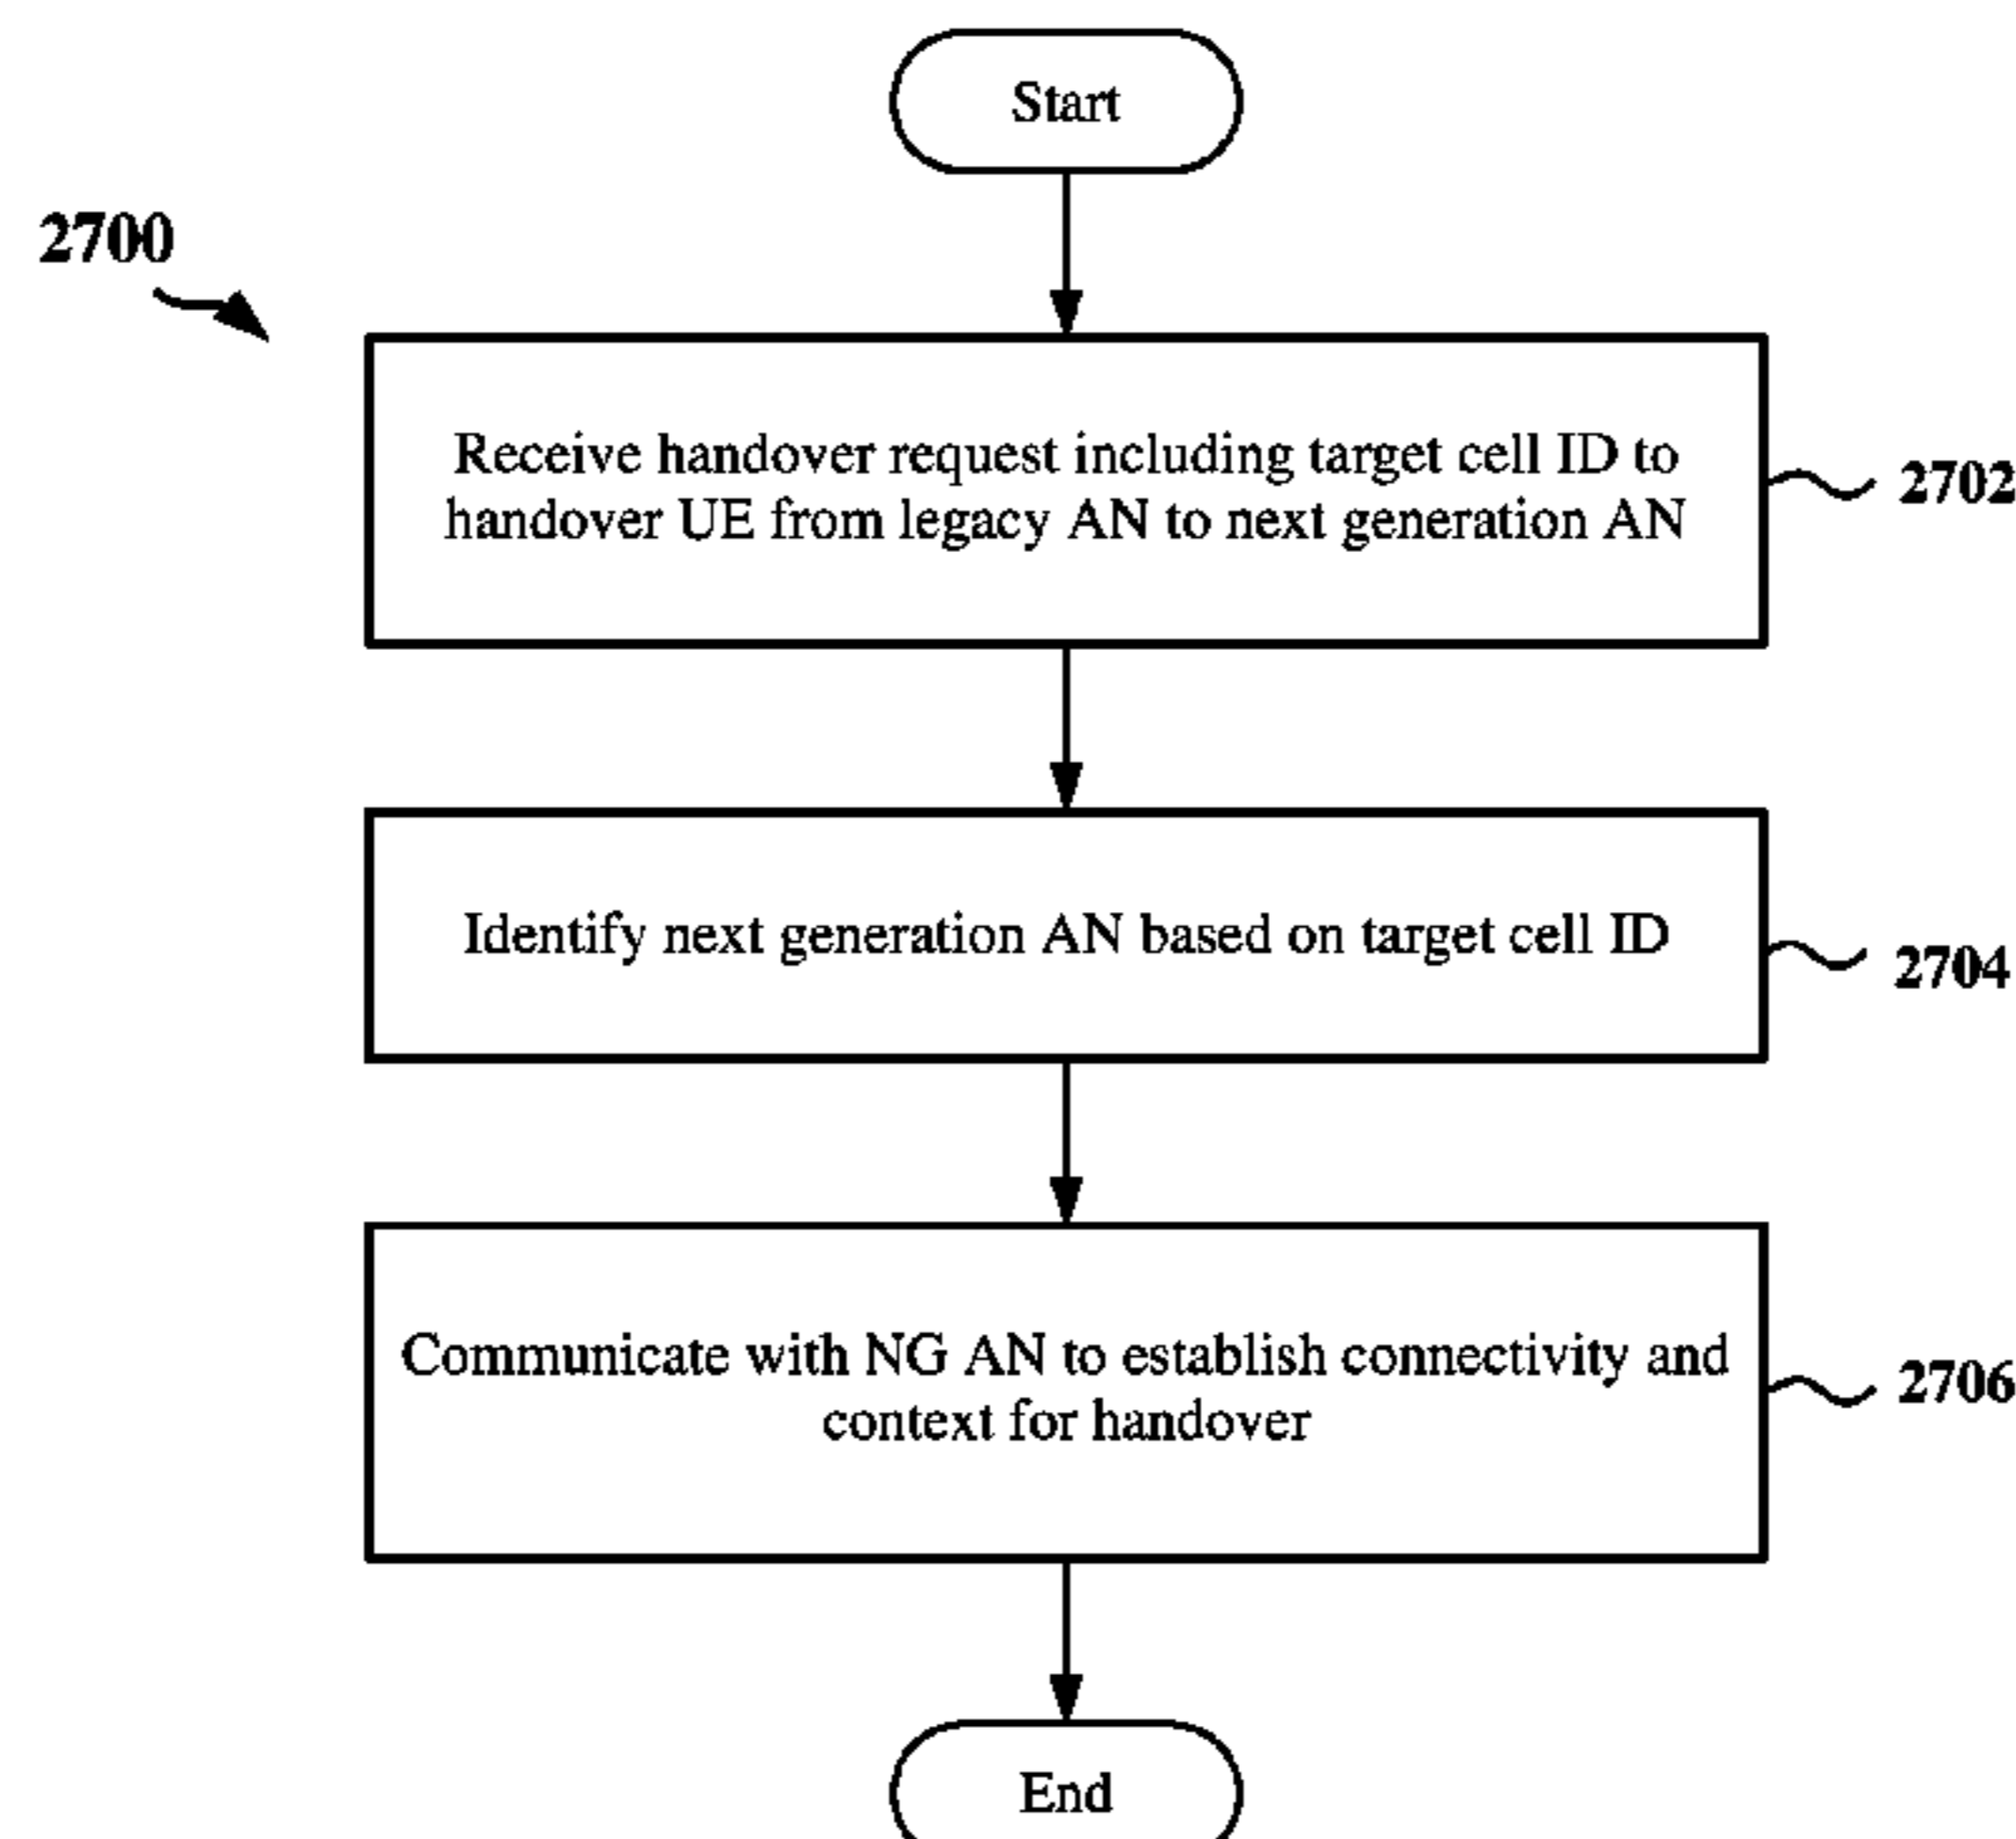 Start
2700
Receive handover request including target cell ID to
handover UE from legacy AN to next generation AN
2702
Identify next generation AN based on target cell ID
2704
Communicate with NG AN to establish connectivity and
context for handover
2706
End